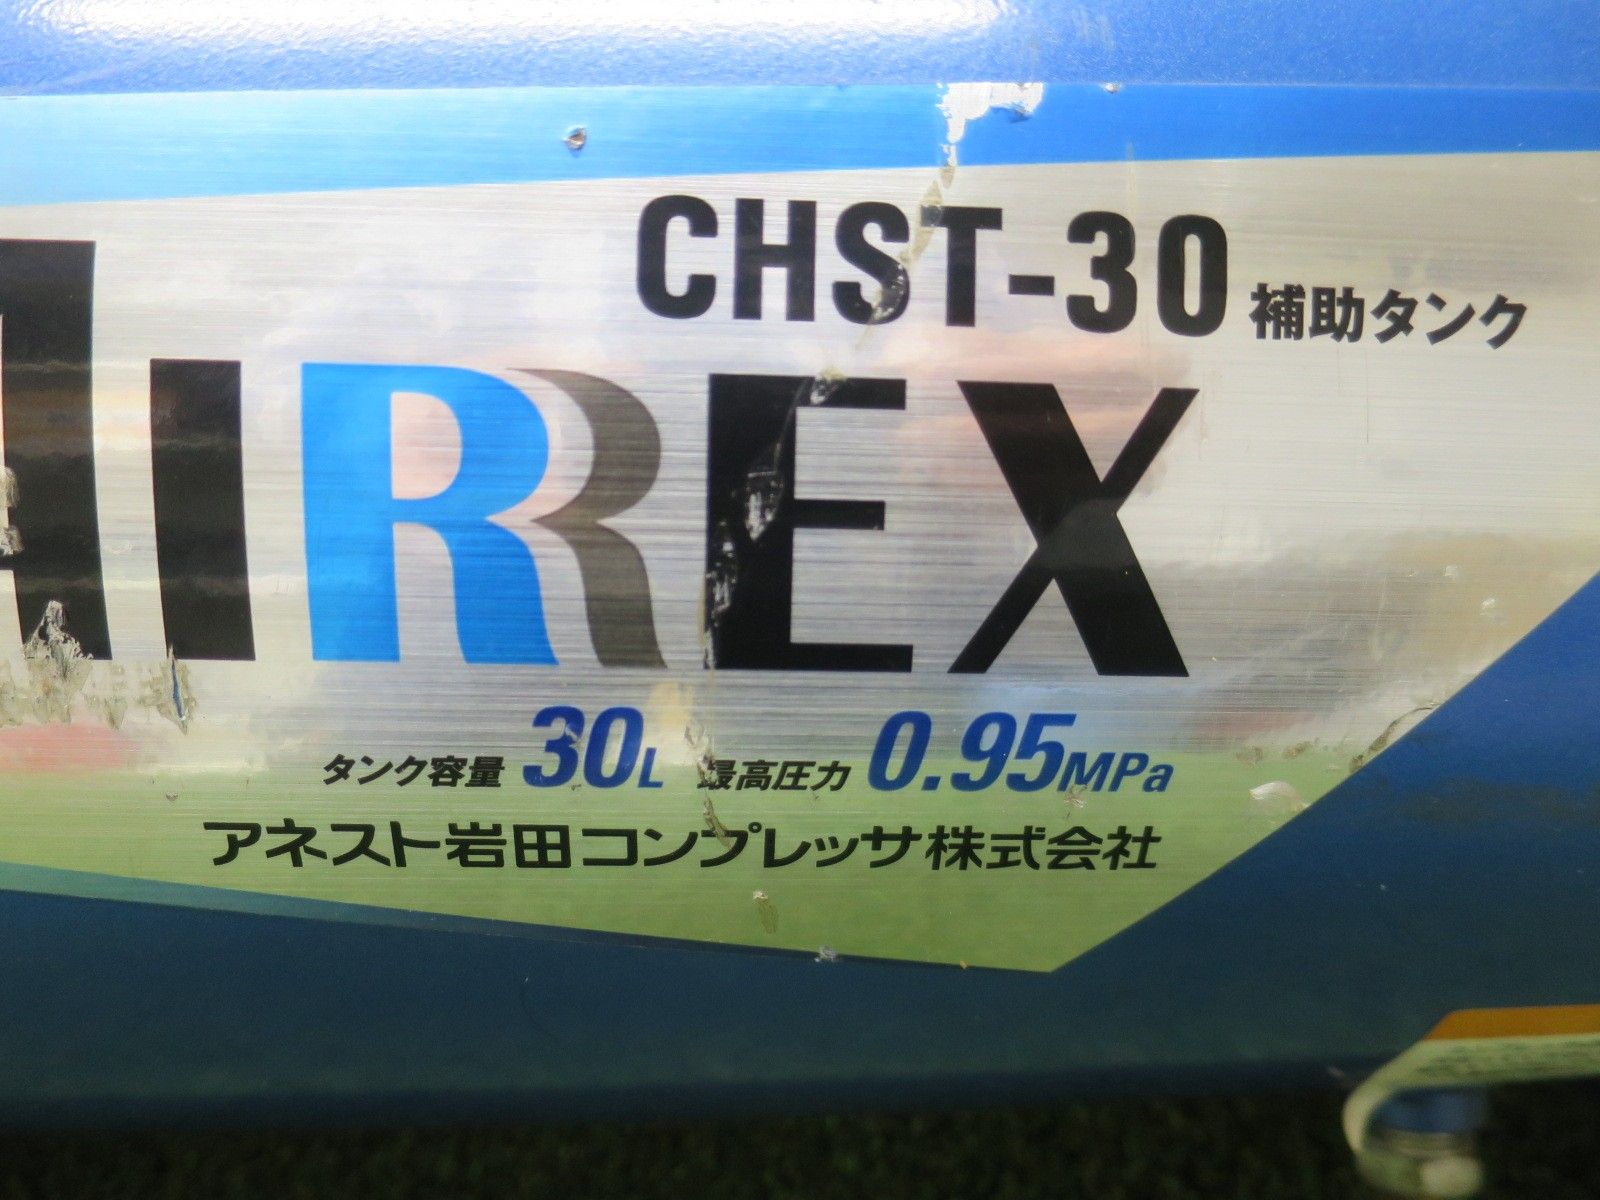 CHST-30 補助タンク
AIRREX
タンク容量 30L 最高圧力 0.95MPa
アネスト岩田コンプレッサ株式会社